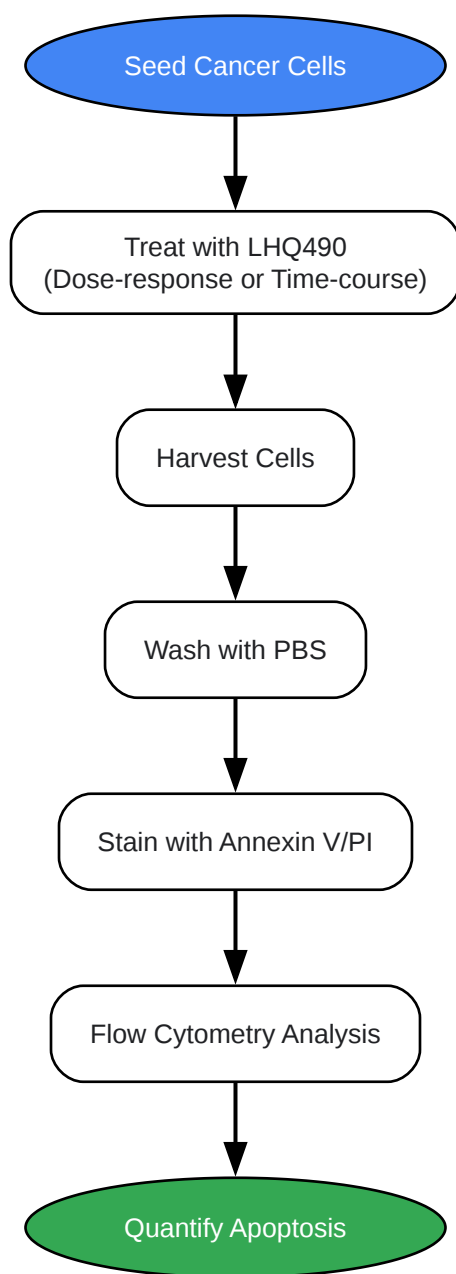 Seed Cancer Cells
Treat with LHQ490
(Dose-response or Time-course)
Harvest Cells
Wash with PBS
Stain with Annexin V/PI
Flow Cytometry Analysis
Quantify Apoptosis